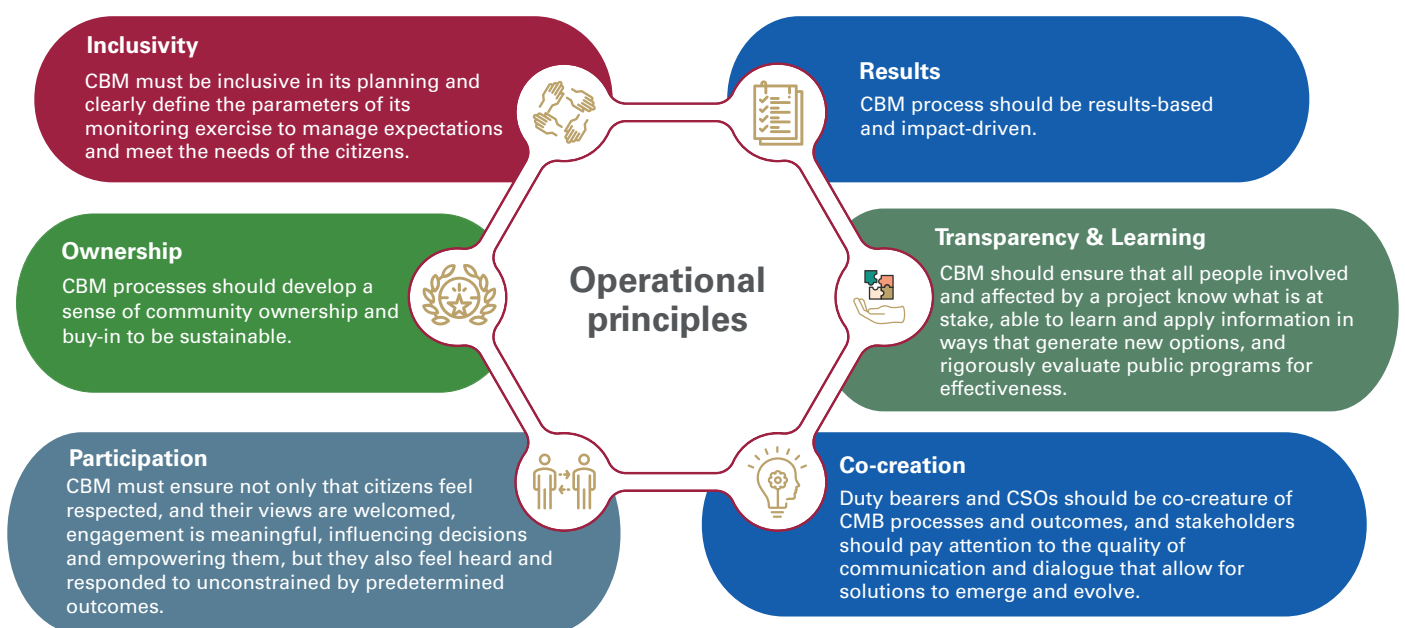 Inclusivity
CBM must be inclusive in its planning and
clearly define the parameters of its
monitoring exercise to manage expectations
and meet the needs of the citizens.
Results
CBM process should be results-based
and impact-driven.
Ownership
CBM processes should develop a
sense of community ownership and
buy-in to be sustainable.
Operational
principles
Transparency & Learning
CBM should ensure that all people involved
and affected by a project know what is at
stake, able to learn and apply information in
ways that generate new options, and
rigorously evaluate public programs for
effectiveness.
Participation
CBM must ensure not only that citizens feel
respected, and their views are welcomed,
engagement is meaningful, influencing decisions
and empowering them, but they also feel heard and
responded to unconstrained by predetermined
outcomes.
Co-creation
Duty bearers and CSOs should be co-creature of
CMB processes and outcomes, and stakeholders
should pay attention to the quality of
communication and dialogue that allow for
solutions to emerge and evolve.